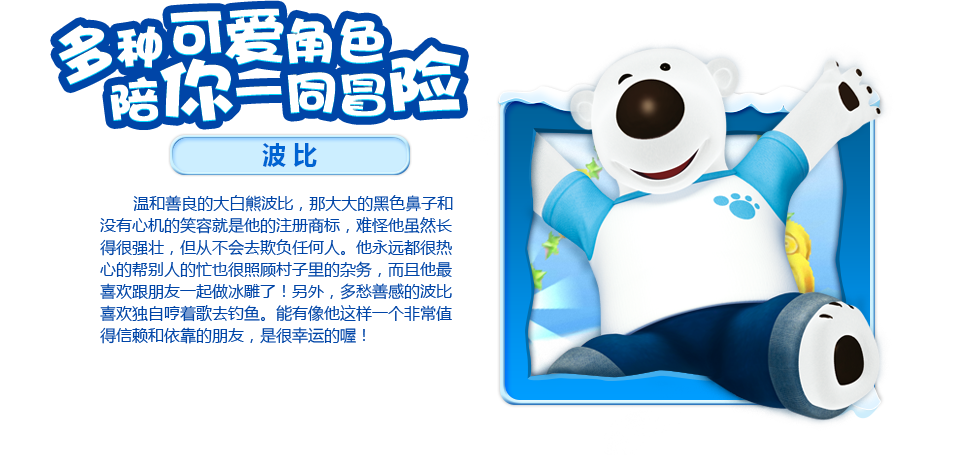 多种可爱角色
陪你一同冒险
波比
温和善良的大白熊波比，那大大的黑色鼻子和
没有心机的笑容就是他的注册商标，难怪他虽然长
得很强壮，但从不会去欺负任何人。他永远都很热
心的帮别人的忙也很照顾村子里的杂务，而且他最
喜欢跟朋友一起做冰雕了！另外，多愁善感的波比
喜欢独自哼着歌去钓鱼。能有像他这样一个非常值
得信赖和依靠的朋友，是很幸运的喔！